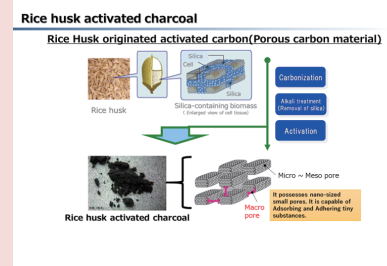 Rice husk activated charcoal
Rice Husk originated activated carbon(Porous carbon material)
Silica
Cell
Silica
Rice husk
Silica-containing biomass
( Enlarged view of cell tissue)
Carbonization
Alkali treatment
(Removal of silica)
Activation
Micro ~ Meso pore
Macro
pore
It possesses nano-sized
small pores. It is capable of
Adsorbing and Adhering tiny
substances.
Rice husk activated charcoal